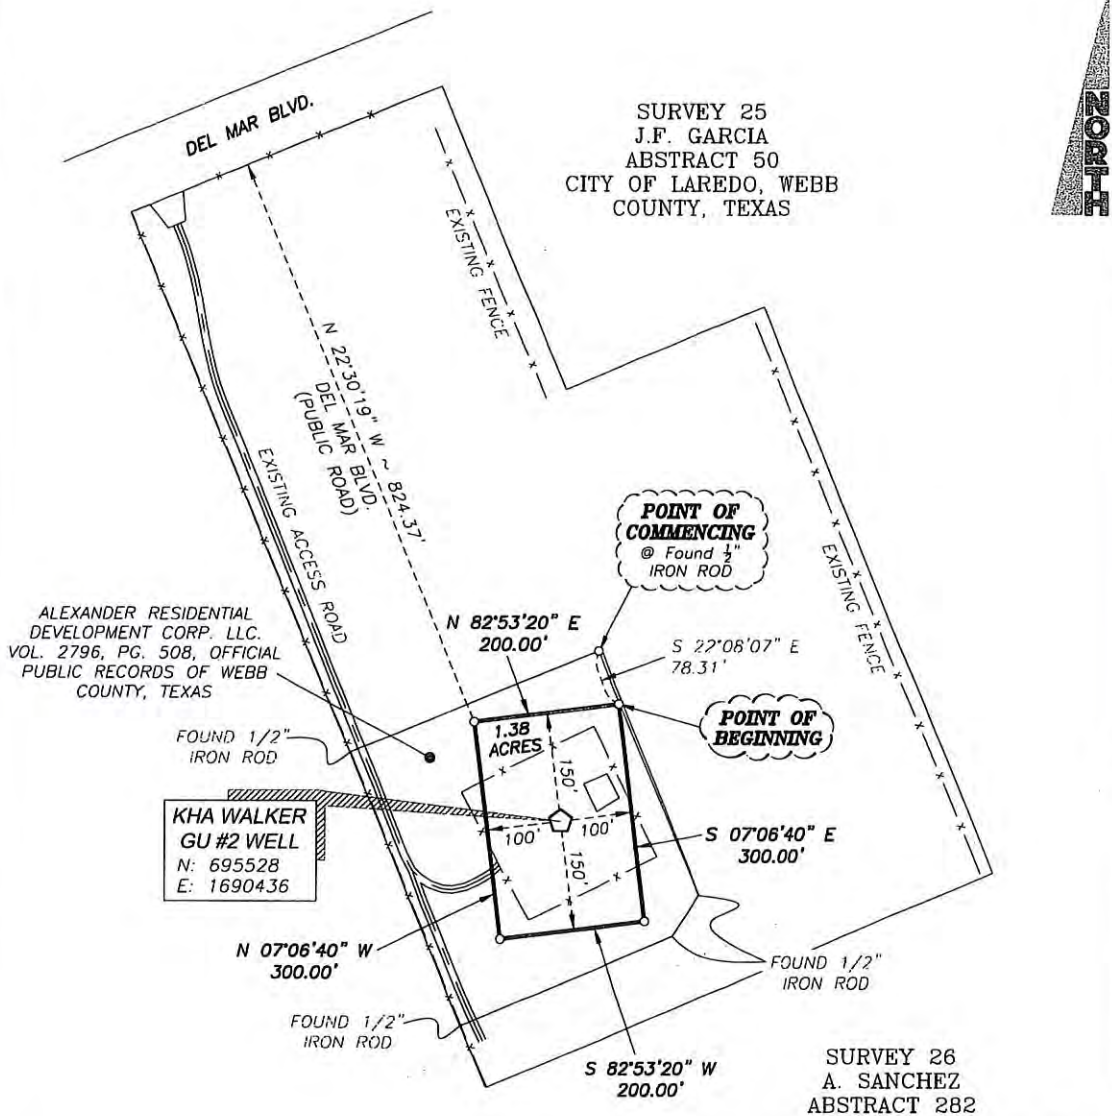 DEL MAR BLVD.
SURVEY 25
J.F. GARCIA
ABSTRACT 50
CITY OF LAREDO, WEBB
COUNTY, TEXAS
NORTH
EXISTING FENCE
N 22°30'19" W ~ 824.37'
DEL MAR BLVD.
(PUBLIC ROAD)
EXISTING ACCESS ROAD
POINT OF
COMMENCING
@ Found 1/2"
IRON ROD
EXISTING FENCE
ALEXANDER RESIDENTIAL
DEVELOPMENT CORP. LLC.
VOL. 2796, PG. 508, OFFICIAL
PUBLIC RECORDS OF WEBB
COUNTY, TEXAS
N 82°53'20" E
200.00'
S 22°08'07" E
78.31'
FOUND 1/2"
IRON ROD
1.38
ACRES
POINT OF
BEGINNING
150'
KHA WALKER
GU #2 WELL
N: 695528
E: 1690436
100'
100'
150'
S 07°06'40" E
300.00'
N 07°06'40" W
300.00'
FOUND 1/2"
IRON ROD
FOUND 1/2"
IRON ROD
S 82°53'20" W
200.00'
SURVEY 26
A. SANCHEZ
ABSTRACT 282